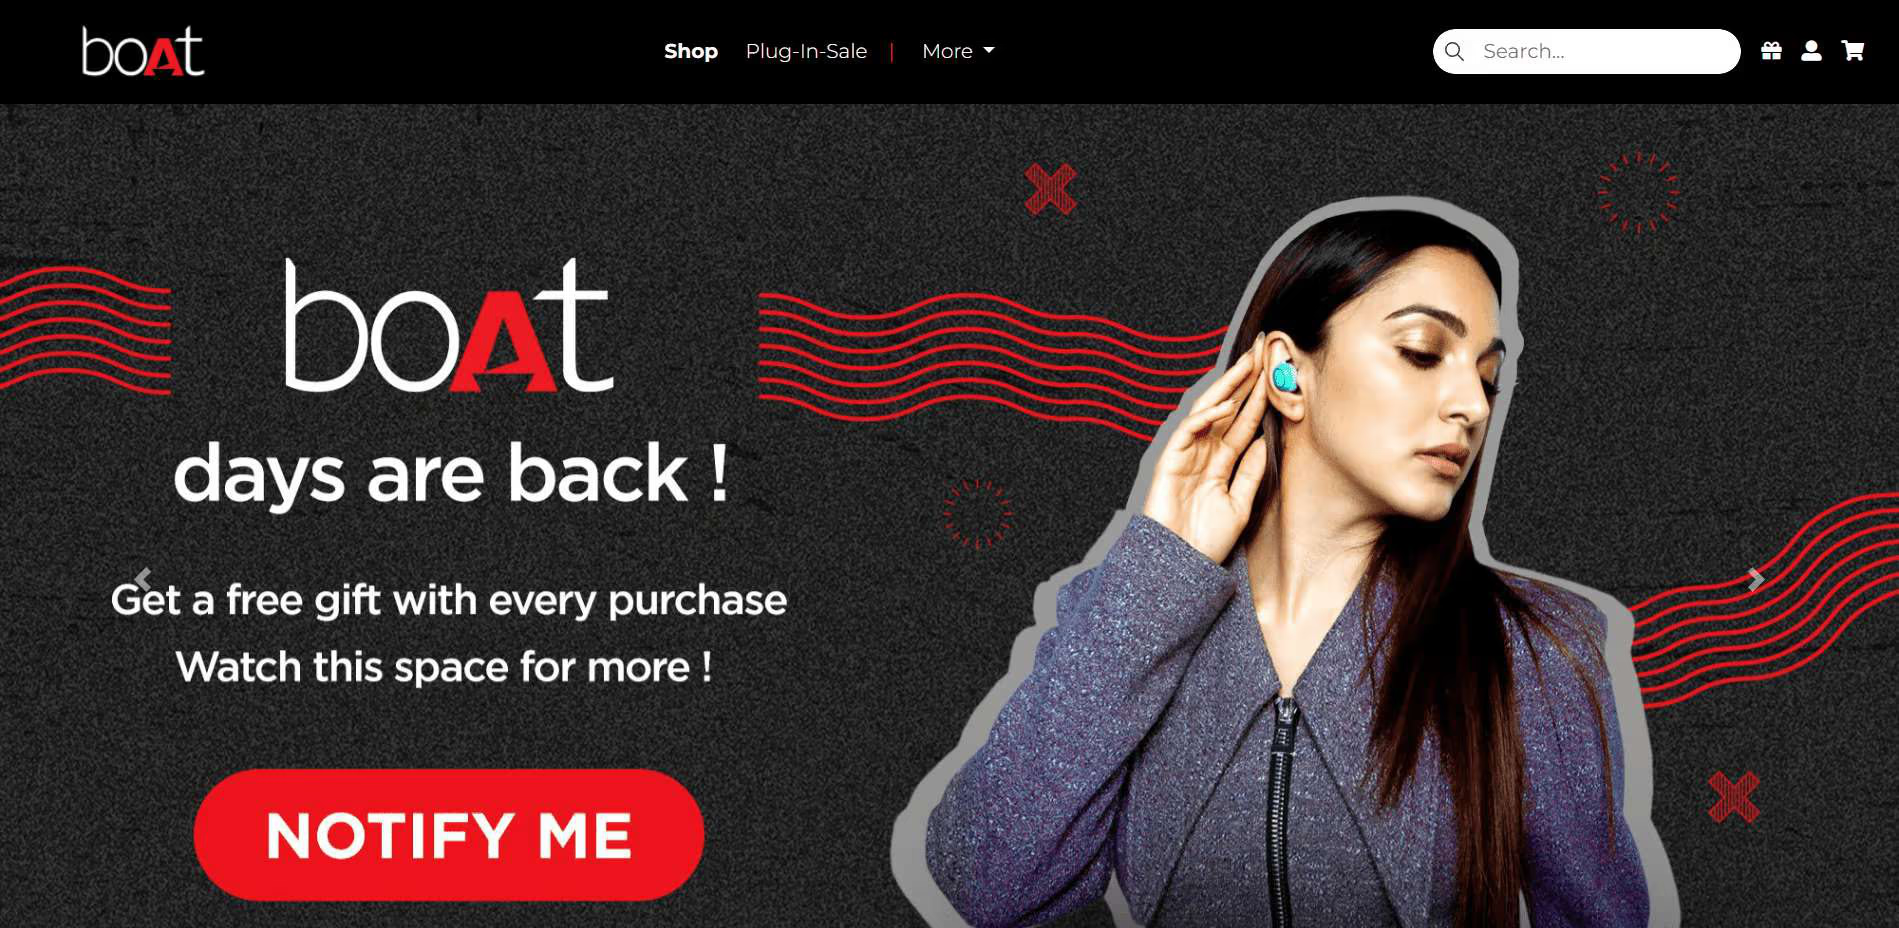 boAt
Shop Plug-In-Sale | More
Search...
boAt
days are back !
Get a free gift with every purchase
Watch this space for more !
NOTIFY ME